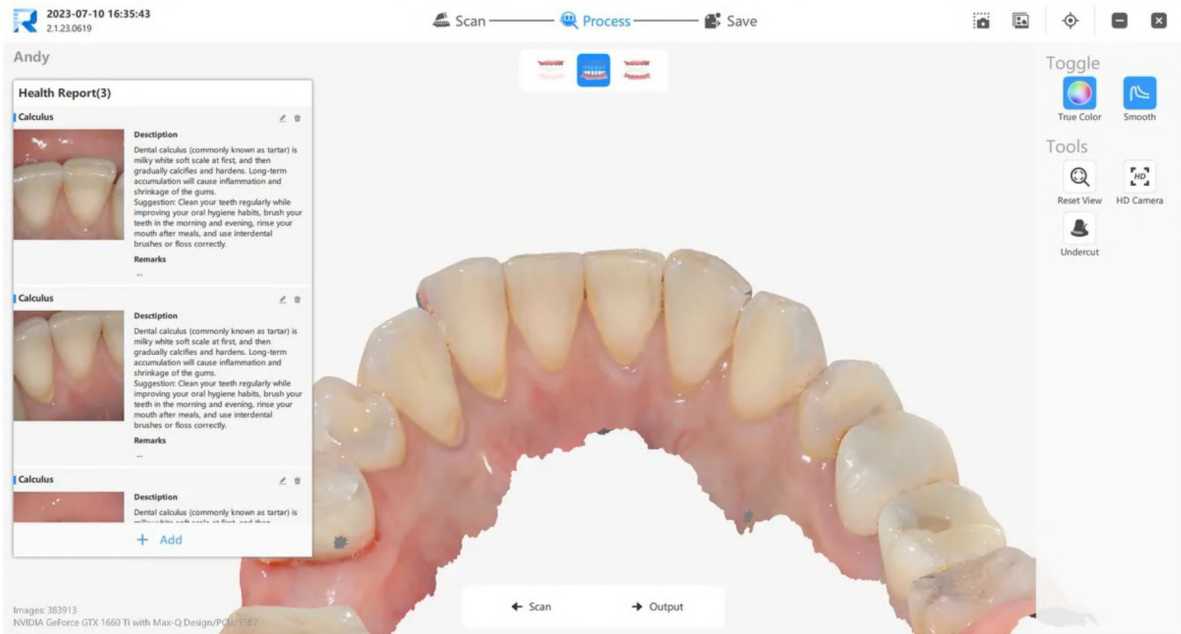 2023-07-10 16:35:43
2.1.23.0619
Scan
Process
Save
Andy
Health Report(3)
Calculus
Desctiption
Dental calculus (commonly known as tartar) is
milky white soft scale at first, and then
gradually calcifies and hardens. Long-term
accumulation will cause inflammation and
shrinkage of the gums.
Suggestion: Clean your teeth regularly while
improving your oral hygiene habits, brush your
teeth in the morning and evening, rinse your
mouth after meals, and use interdental
brushes or floss correctly.
Remarks
--
Calculus
Desctiption
Dental calculus (commonly known as tartar) is
milky white soft scale at first, and then
gradually calcifies and hardens. Long-term
accumulation will cause inflammation and
shrinkage of the gums.
Suggestion: Clean your teeth regularly while
improving your oral hygiene habits, brush your
teeth in the morning and evening, rinse your
mouth after meals, and use interdental
brushes or floss correctly.
Remarks
--
Calculus
Desctiption
Dental calculus (commonly known as tartar) is
+ Add
Toggle
True Color
Smooth
Tools
Reset View
HD
HD Camera
Undercut
Scan
Output
Images: 383913
NVIDIA GeForce GTX 1660 Ti with Max-Q